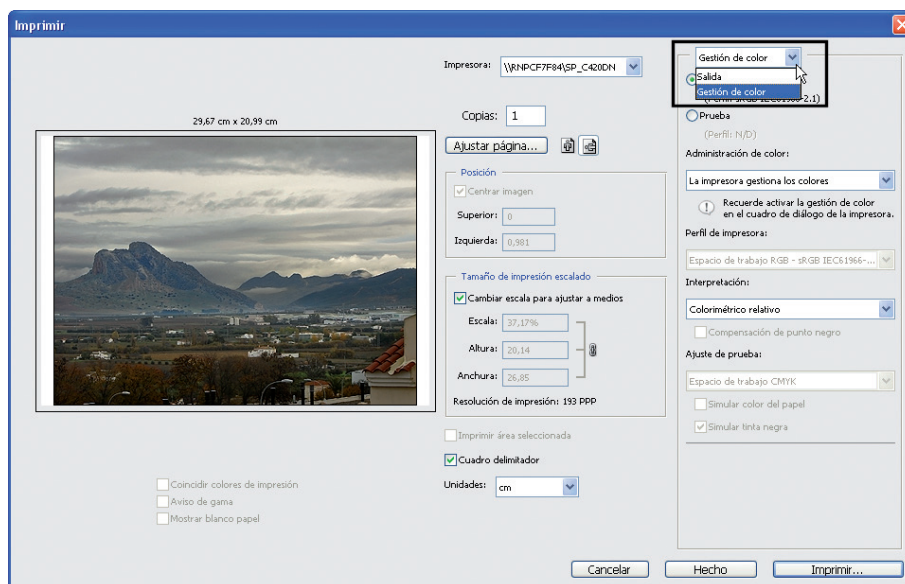 Imprimir
29,67 cm x 20,99 cm
Coincidir colores de impresión
Aviso de gama
Mostrar blanco papel
Impresora: \\RNPCF7F84\SP_C420DN
Copias: 1
Ajustar página...
Posición
Centrar imagen
Superior: 0
Izquierda: 0,981
Tamaño de impresión escalado
Cambiar escala para ajustar a medios
Escala: 37,17%
Altura: 20,14
Anchura: 26,85
Resolución de impresión: 193 PPP
Imprimir área seleccionada
Cuadro delimitador
Unidades: cm
Gestión de color
Salida
Gestión de color
(Perfil: sRGB IEC61966-2.1)
Prueba
(Perfil: N/D)
Administración de color:
La impresora gestiona los colores
Recuerde activar la gestión de color
en el cuadro de diálogo de la impresora.
Perfil de impresora:
Espacio de trabajo RGB - sRGB IEC61966-...
Interpretación:
Colorimétrico relativo
Compensación de punto negro
Ajuste de prueba:
Espacio de trabajo CMYK
Simular color del papel
Simular tinta negra
Cancelar
Hecho
Imprimir...